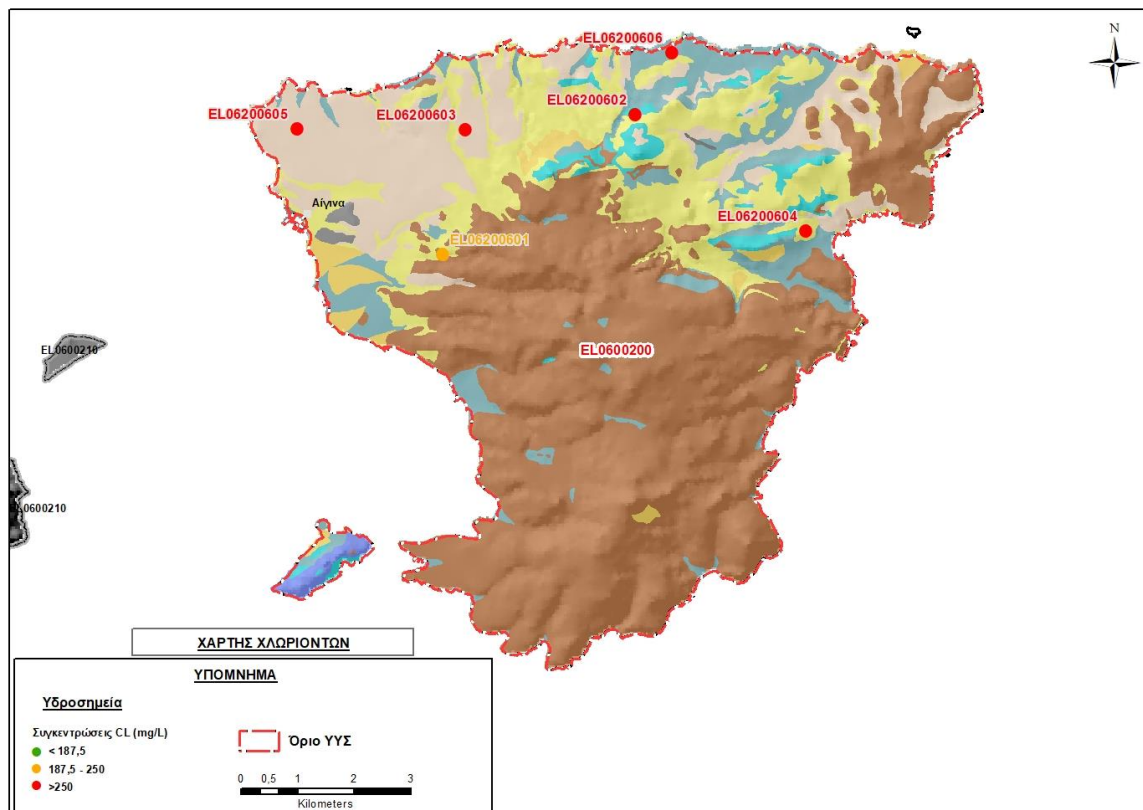 N
EL06200606
EL06200605
EL06200603
EL06200602
Αίγινα
EL06200601
EL06200604
EL0600210
EL0600200
EL0600210
ΧΑΡΤΗΣ ΧΛΩΡΙΟΝΤΩΝ
ΥΠΟΜΝΗΜΑ
Υδροσημεία
Συγκεντρώσεις CL (mg/L)
< 187,5
187,5 - 250
>250
Όριο ΥΥΣ
0 0,5 1 2 3
Kilometers